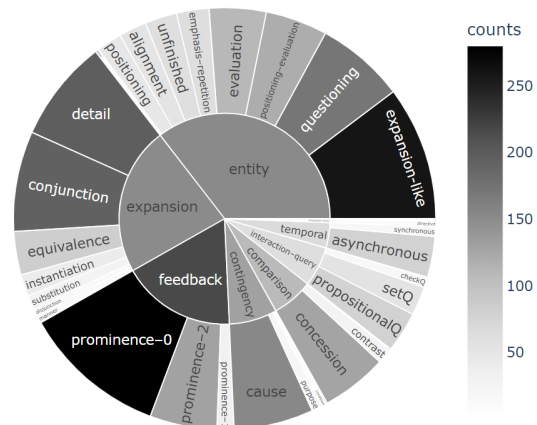 counts
250
200
150
100
50
entity
expansion-like
questioning
positioning-evaluation
evaluation
emphasis-repetition
unfinished
alignment
positioning
expansion
detail
conjunction
equivalence
instantiation
substitution
disjunction
manner
feedback
prominence-0
prominence-2
contingency
cause
purpose
comparison
concession
contrast
interaction-query
propositionalQ
setQ
checkQ
temporal
asynchronous
synchronous
directive